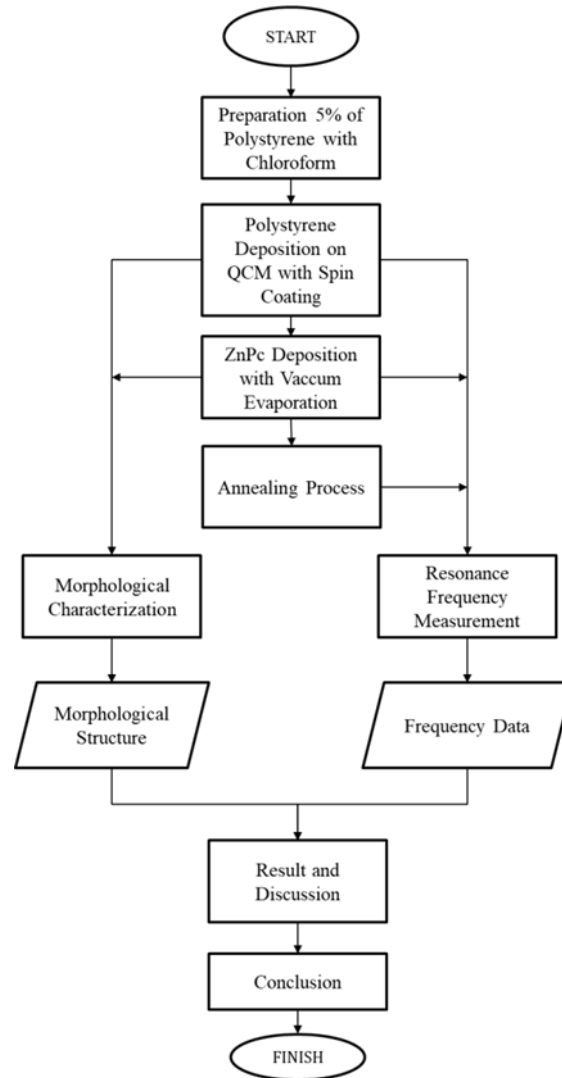 START
Preparation 5% of
Polystyrene with
Chloroform
Polystyrene
Deposition on
QCM with Spin
Coating
ZnPc Deposition
with Vaccum
Evaporation
Annealing Process
Morphological
Characterization
Resonance
Frequency
Measurement
Morphological
Structure
Frequency Data
Result and
Discussion
Conclusion
FINISH